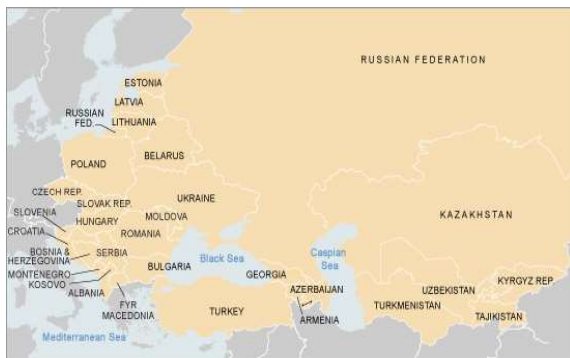 RUSSIAN FEDERATION
ESTONIA
LATVIA
RUSSIAN
FED.
LITHUANIA
BELARUS
POLAND
CZECH REP.
SLOVAK REP.
UKRAINE
SLOVENIA
HUNGARY
MOLDOVA
KAZAKHSTAN
CROATIA
ROMANIA
BOSNIA &
HERZEGOVINA
SERBIA
Black Sea
Caspian
Sea
MONTENEGRO
BULGARIA
GEORGIA
KYRGYZ REP.
KOSOVO
AZERBAIJAN
UZBEKISTAN
ALBANIA
TURKMENISTAN
FYR
MACEDONIA
TURKEY
ARMENIA
TAJIKISTAN
Mediterranean Sea